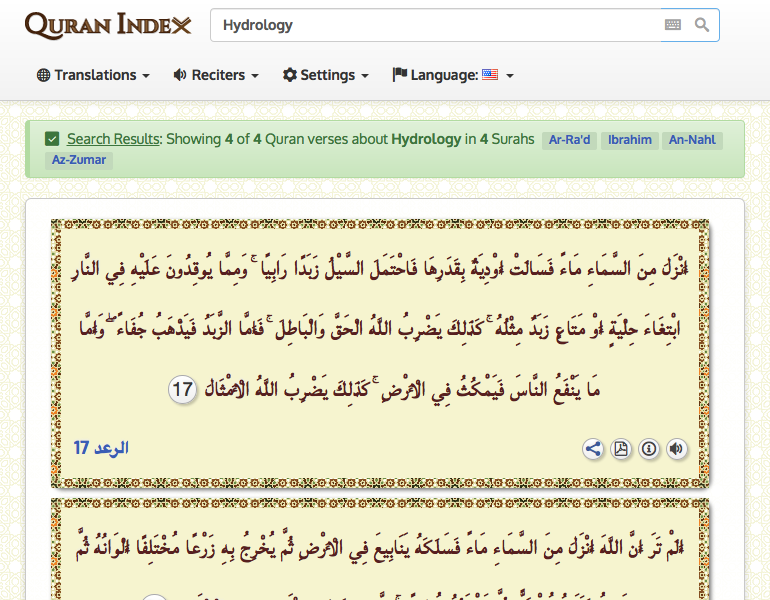 QURAN INDEX
Hydrology
Translations Reciters Settings Language:
Search Results: Showing 4 of 4 Quran verses about Hydrology in 4 Surahs Ar-Ra'd Ibrahim An-Nahl
Az-Zumar
أَنْزَلَ مِنَ السَّمَاءِ مَاءً فَسَالَتْ أَوْدِيَةٌ بِقَدَرِهَا فَاحْتَمَلَ السَّيْلُ زَبَدًا رَابِيًا ۚ وَمِمَّا يُوقِدُونَ عَلَيْهِ فِي النَّارِ
ابْتِغَاءَ حِلْيَةٍ أَوْ مَتَاعٍ زَبَدٌ مِثْلُهُ ۚ كَذَٰلِكَ يَضْرِبُ اللَّهُ الْحَقَّ وَالْبَاطِلَ ۚ فَأَمَّا الزَّبَدُ فَيَذْهَبُ جُفَاءً ۖ وَأَمَّا
مَا يَنْفَعُ النَّاسَ فَيَمْكُثُ فِي الْأَرْضِ ۚ كَذَٰلِكَ يَضْرِبُ اللَّهُ الْأَمْثَالَ 17
الرعد 17
أَلَمْ تَرَ أَنَّ اللَّهَ أَنْزَلَ مِنَ السَّمَاءِ مَاءً فَسَلَكَهُ يَنَابِيعَ فِي الْأَرْضِ ثُمَّ يُخْرِجُ بِهِ زَرْعًا مُخْتَلِفًا أَلْوَانُهُ ثُمَّ